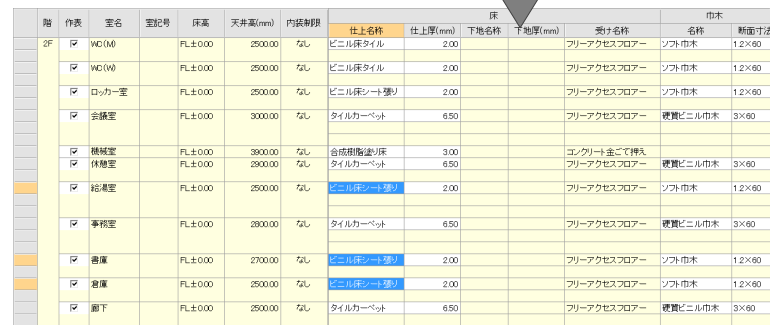 階 作表 室名 室記号 床高 天井高(mm) 内装制限 床 巾木
仕上名称 仕上厚(mm) 下地名称 下地厚(mm) 受け名称 名称 断面寸法
2F WC(M) FL±0.00 2500.00 なし ビニル床タイル 2.00 フリーアクセスフロアー ソフト巾木 1.2×60
WC(W) FL±0.00 2500.00 なし ビニル床タイル 2.00 フリーアクセスフロアー ソフト巾木 1.2×60
ロッカー室 FL±0.00 2500.00 なし ビニル床シート張り 2.00 フリーアクセスフロアー ソフト巾木 1.2×60
会議室 FL±0.00 3000.00 なし タイルカーペット 6.50 フリーアクセスフロアー 硬質ビニル巾木 3×60
機械室 FL±0.00 3900.00 なし 合成樹脂塗り床 3.00 コンクリート金ごて押え
休憩室 FL±0.00 2900.00 なし タイルカーペット 6.50 フリーアクセスフロアー 硬質ビニル巾木 3×60
給湯室 FL±0.00 2500.00 なし ビニル床シート張り 2.00 フリーアクセスフロアー ソフト巾木 1.2×60
事務室 FL±0.00 2800.00 なし タイルカーペット 6.50 フリーアクセスフロアー 硬質ビニル巾木 3×60
書庫 FL±0.00 2700.00 なし ビニル床シート張り 2.00 フリーアクセスフロアー ソフト巾木 1.2×60
倉庫 FL±0.00 2500.00 なし ビニル床シート張り 2.00 フリーアクセスフロアー ソフト巾木 1.2×60
廊下 FL±0.00 2500.00 なし タイルカーペット 6.50 フリーアクセスフロアー 硬質ビニル巾木 3×60